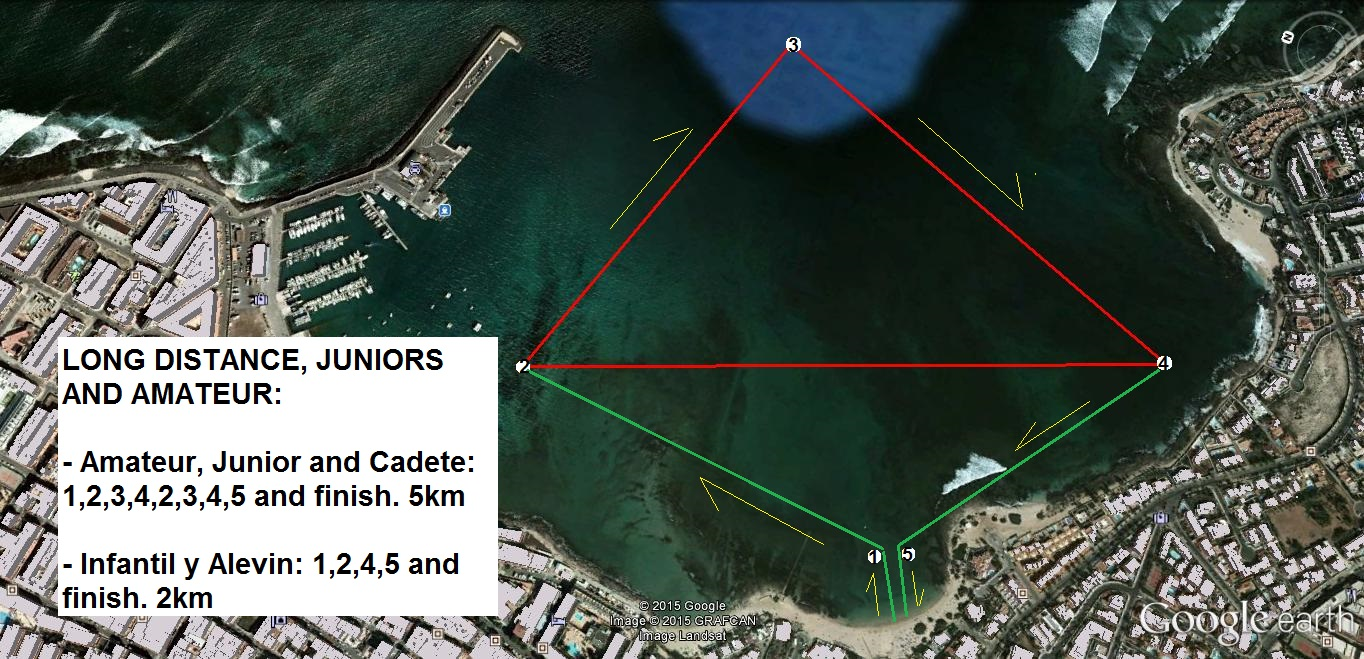 3
N
2
4
LONG DISTANCE, JUNIORS
AND AMATEUR:
- Amateur, Junior and Cadete:
1,2,3,4,2,3,4,5 and finish. 5km
- Infantil y Alevin: 1,2,4,5 and
finish. 2km
1
5
© 2015 Google
Image © 2015 GRAFCAN
Image Landsat
Google earth